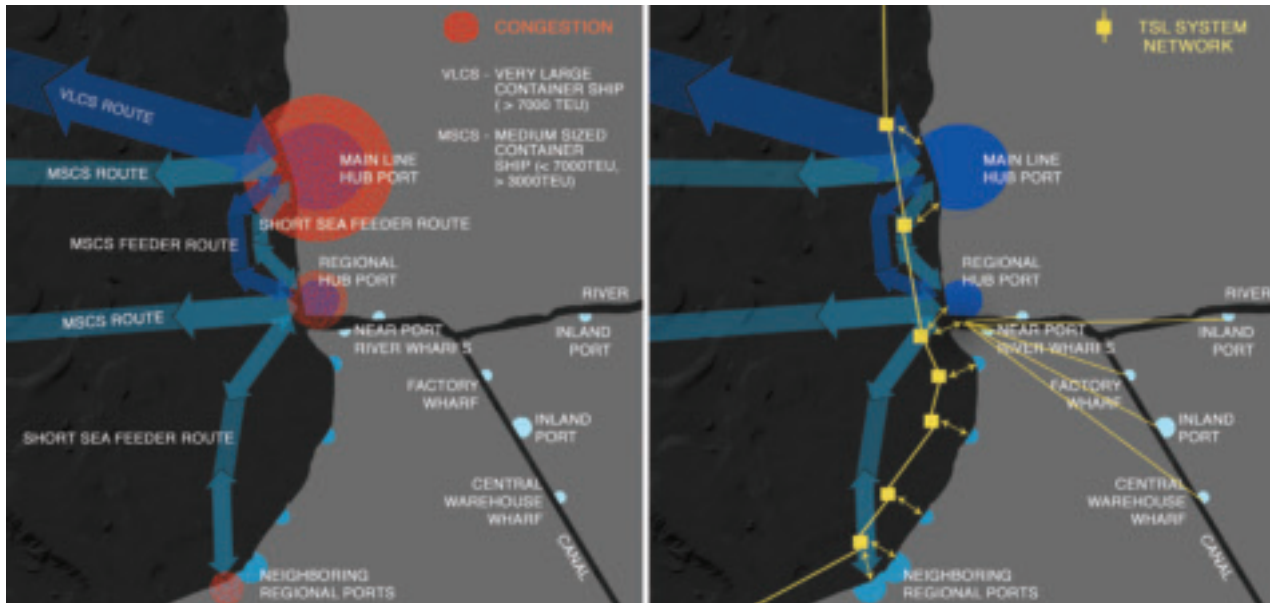 CONGESTION
VLCS - VERY LARGE
CONTAINER SHIP
( > 7000 TEU)
MSCS - MEDIUM SIZED
CONTAINER
SHIP (< 7000TEU,
> 3000TEU)
VLCS ROUTE
MAIN LINE
HUB PORT
MSCS ROUTE
SHORT SEA FEEDER ROUTE
MSCS FEEDER ROUTE
REGIONAL
HUB PORT
RIVER
MSCS ROUTE
NEAR PORT
RIVER WHARFS
INLAND
PORT
FACTORY
WHARF
INLAND
PORT
SHORT SEA FEEDER ROUTE
CENTRAL
WAREHOUSE
WHARF
CANAL
NEIGHBORING
REGIONAL PORTS
TSL SYSTEM
NETWORK
MAIN LINE
HUB PORT
REGIONAL
HUB PORT
RIVER
NEAR PORT
RIVER WHARFS
INLAND
PORT
FACTORY
WHARF
INLAND
PORT
CENTRAL
WAREHOUSE
WHARF
CANAL
NEIGHBORING
REGIONAL PORTS